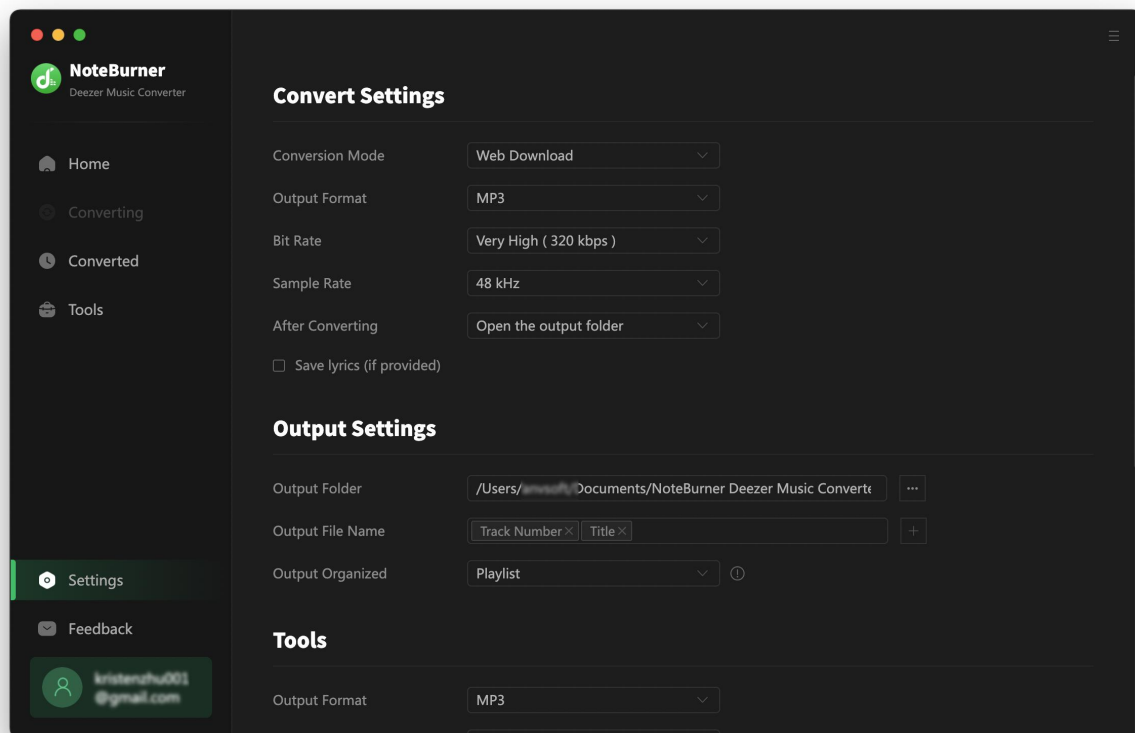 NoteBurner
Deezer Music Converter
Home
Converting
Converted
Tools
Settings
Feedback
Convert Settings
Conversion Mode Web Download
Output Format MP3
Bit Rate Very High ( 320 kbps )
Sample Rate 48 kHz
After Converting Open the output folder
Save lyrics (if provided)
Output Settings
Output Folder /Users/ Documents/NoteBurner Deezer Music Converte
Output File Name Track Number Title
Output Organized Playlist
Tools
Output Format MP3